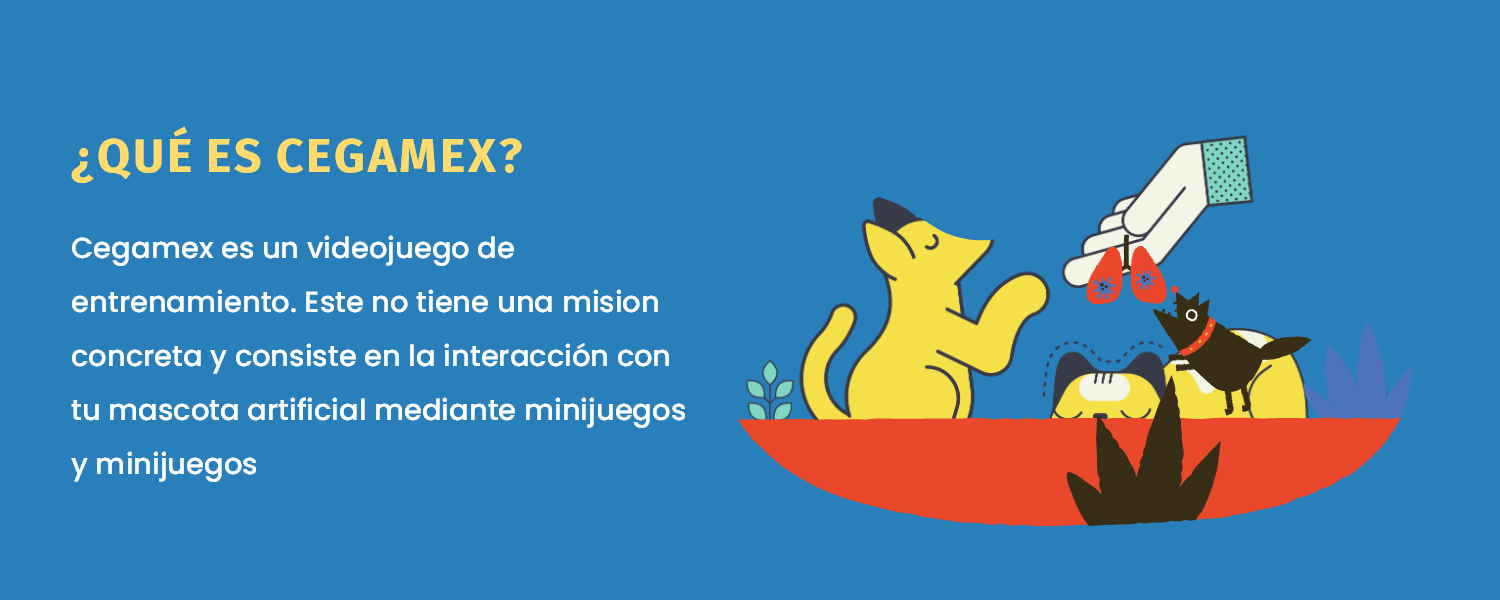 ¿QUÉ ES CEGAMEX?
Cegamex es un videojuego de
entrenamiento. Este no tiene una mision
concreta y consiste en la interacción con
tu mascota artificial mediante minijuegos
y minijuegos